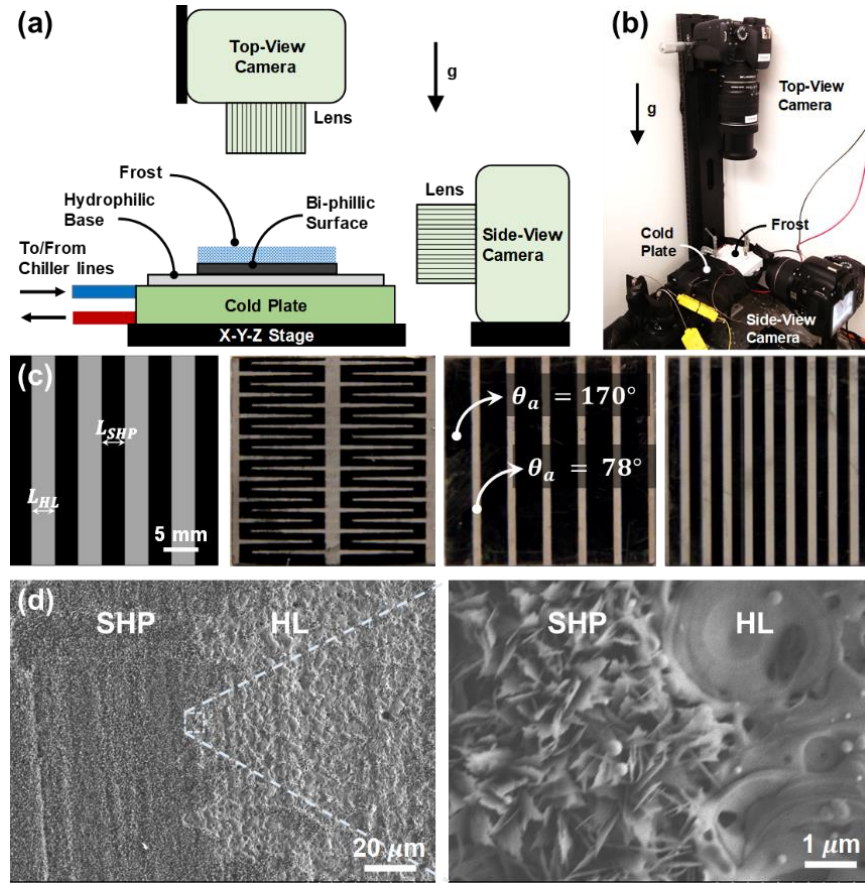 (a)
Top-View
Camera
g
Lens
Frost
Hydrophilic
Base
Bi-phillic
Surface
Lens
To/From
Chiller lines
Side-View
Camera
Cold Plate
X-Y-Z Stage
(b)
g
Top-View
Camera
Cold
Plate
Frost
Side-View
Camera
(c)
L_SHP
L_HL
5 mm
θ_a = 170°
θ_a = 78°
(d)
SHP
HL
20 μm
SHP
HL
1 μm